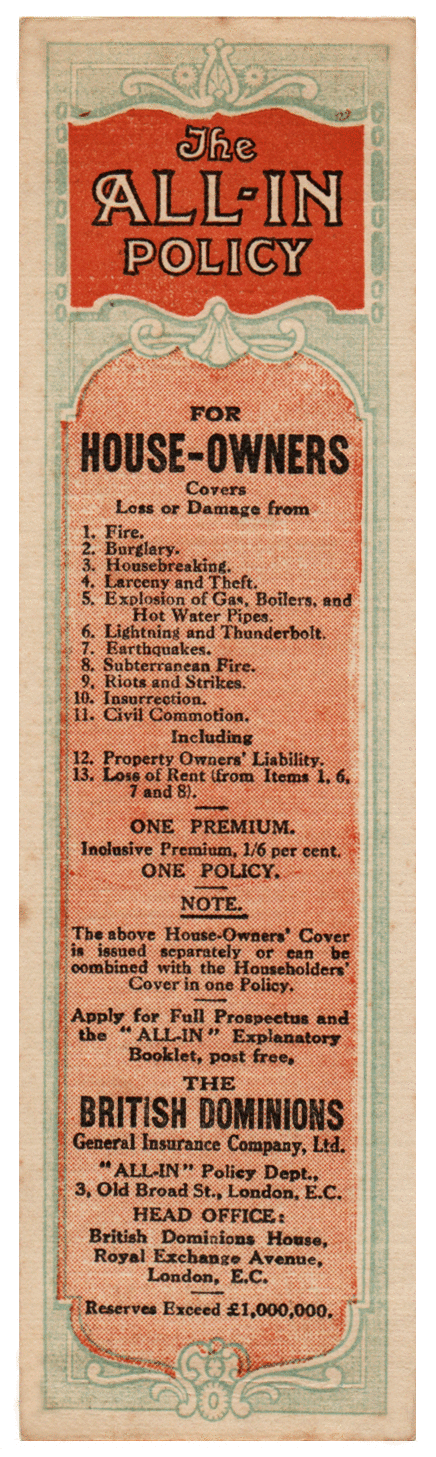 The
ALL-IN
POLICY
FOR
HOUSE-OWNERS
Covers
Loss or Damage from
1. Fire.
2. Burglary.
3. Housebreaking.
4. Larceny and Theft.
5. Explosion of Gas, Boilers, and
Hot Water Pipes.
6. Lightning and Thunderbolt.
7. Earthquakes.
8. Subterranean Fire.
9. Riots and Strikes.
10. Insurrection.
11. Civil Commotion.
Including
12. Property Owners' Liability.
13. Loss of Rent (from Items 1, 6,
7 and 8).
ONE PREMIUM.
Inclusive Premium, 1/6 per cent.
ONE POLICY.
NOTE.
The above House-Owners' Cover
is issued separately or can be
combined with the Householders'
Cover in one Policy.
Apply for Full Prospectus and
the "ALL-IN" Explanatory
Booklet, post free,
THE
BRITISH DOMINIONS
General Insurance Company, Ltd.
"ALL-IN" Policy Dept.,
3, Old Broad St., London, E.C.
HEAD OFFICE:
British Dominions House,
Royal Exchange Avenue,
London, E.C.
Reserves Exceed £1,000,000.